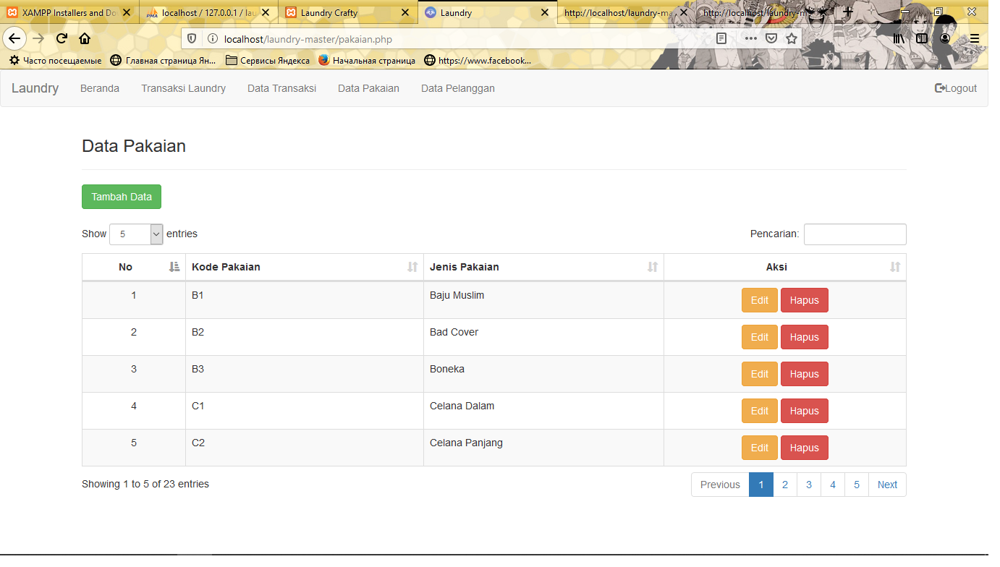 XAMPP Installers and Do
localhost / 127.0.0.1 / lau
Laundry Crafty
Laundry
http://localhost/laundry-ma
http://localhost/laundry-m
localhost/laundry-master/pakaian.php
Часто посещаемые
Главная страница Ян...
Сервисы Яндекса
Начальная страница
https://www.facebook...
Laundry Beranda Transaksi Laundry Data Transaksi Data Pakaian Data Pelanggan Logout
Data Pakaian
Tambah Data
Show 5 entries Pencarian:
No Kode Pakaian Jenis Pakaian Aksi
1 B1 Baju Muslim Edit Hapus
2 B2 Bad Cover Edit Hapus
3 B3 Boneka Edit Hapus
4 C1 Celana Dalam Edit Hapus
5 C2 Celana Panjang Edit Hapus
Showing 1 to 5 of 23 entries Previous 1 2 3 4 5 Next